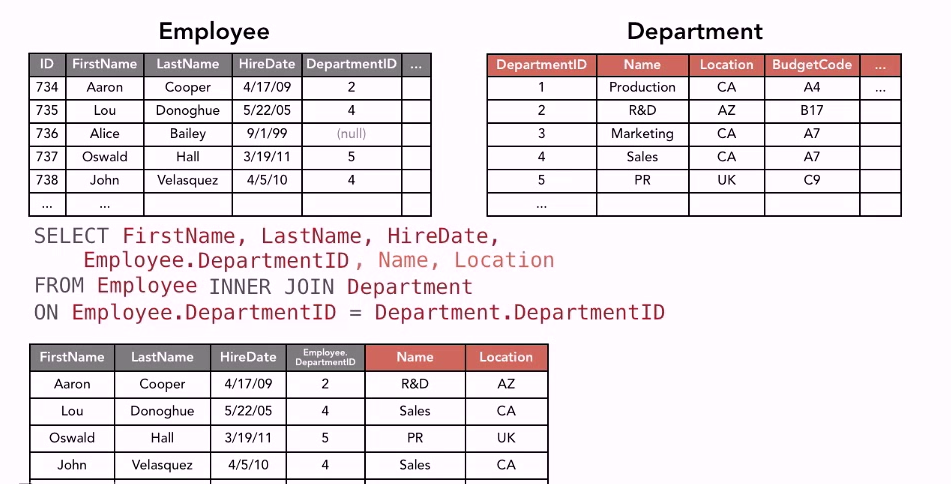 Employee
ID FirstName LastName HireDate DepartmentID ...
734 Aaron Cooper 4/17/09 2
735 Lou Donoghue 5/22/05 4
736 Alice Bailey 9/1/99 (null)
737 Oswald Hall 3/19/11 5
738 John Velasquez 4/5/10 4
... ...
Department
DepartmentID Name Location BudgetCode ...
1 Production CA A4 ...
2 R&D AZ B17
3 Marketing CA A7
4 Sales CA A7
5 PR UK C9
...
SELECT FirstName, LastName, HireDate,
Employee.DepartmentID, Name, Location
FROM Employee INNER JOIN Department
ON Employee.DepartmentID = Department.DepartmentID
FirstName LastName HireDate Employee.DepartmentID Name Location
Aaron Cooper 4/17/09 2 R&D AZ
Lou Donoghue 5/22/05 4 Sales CA
Oswald Hall 3/19/11 5 PR UK
John Velasquez 4/5/10 4 Sales CA